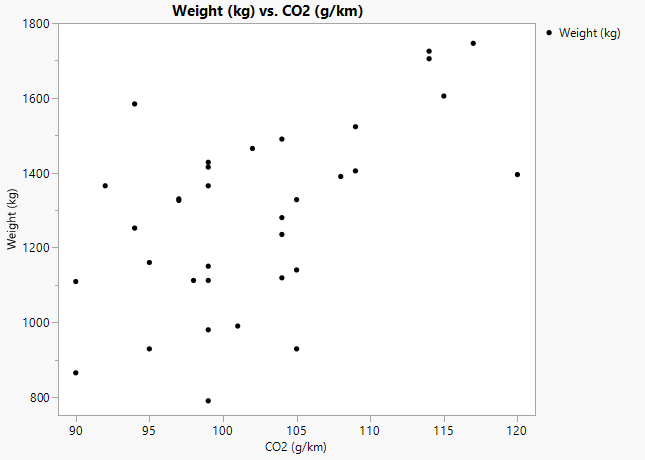 Weight (kg) vs. CO2 (g/km)
Weight (kg)
1800
1600
1400
1200
1000
800
Weight (kg)
90 95 100 105 110 115 120
CO2 (g/km)